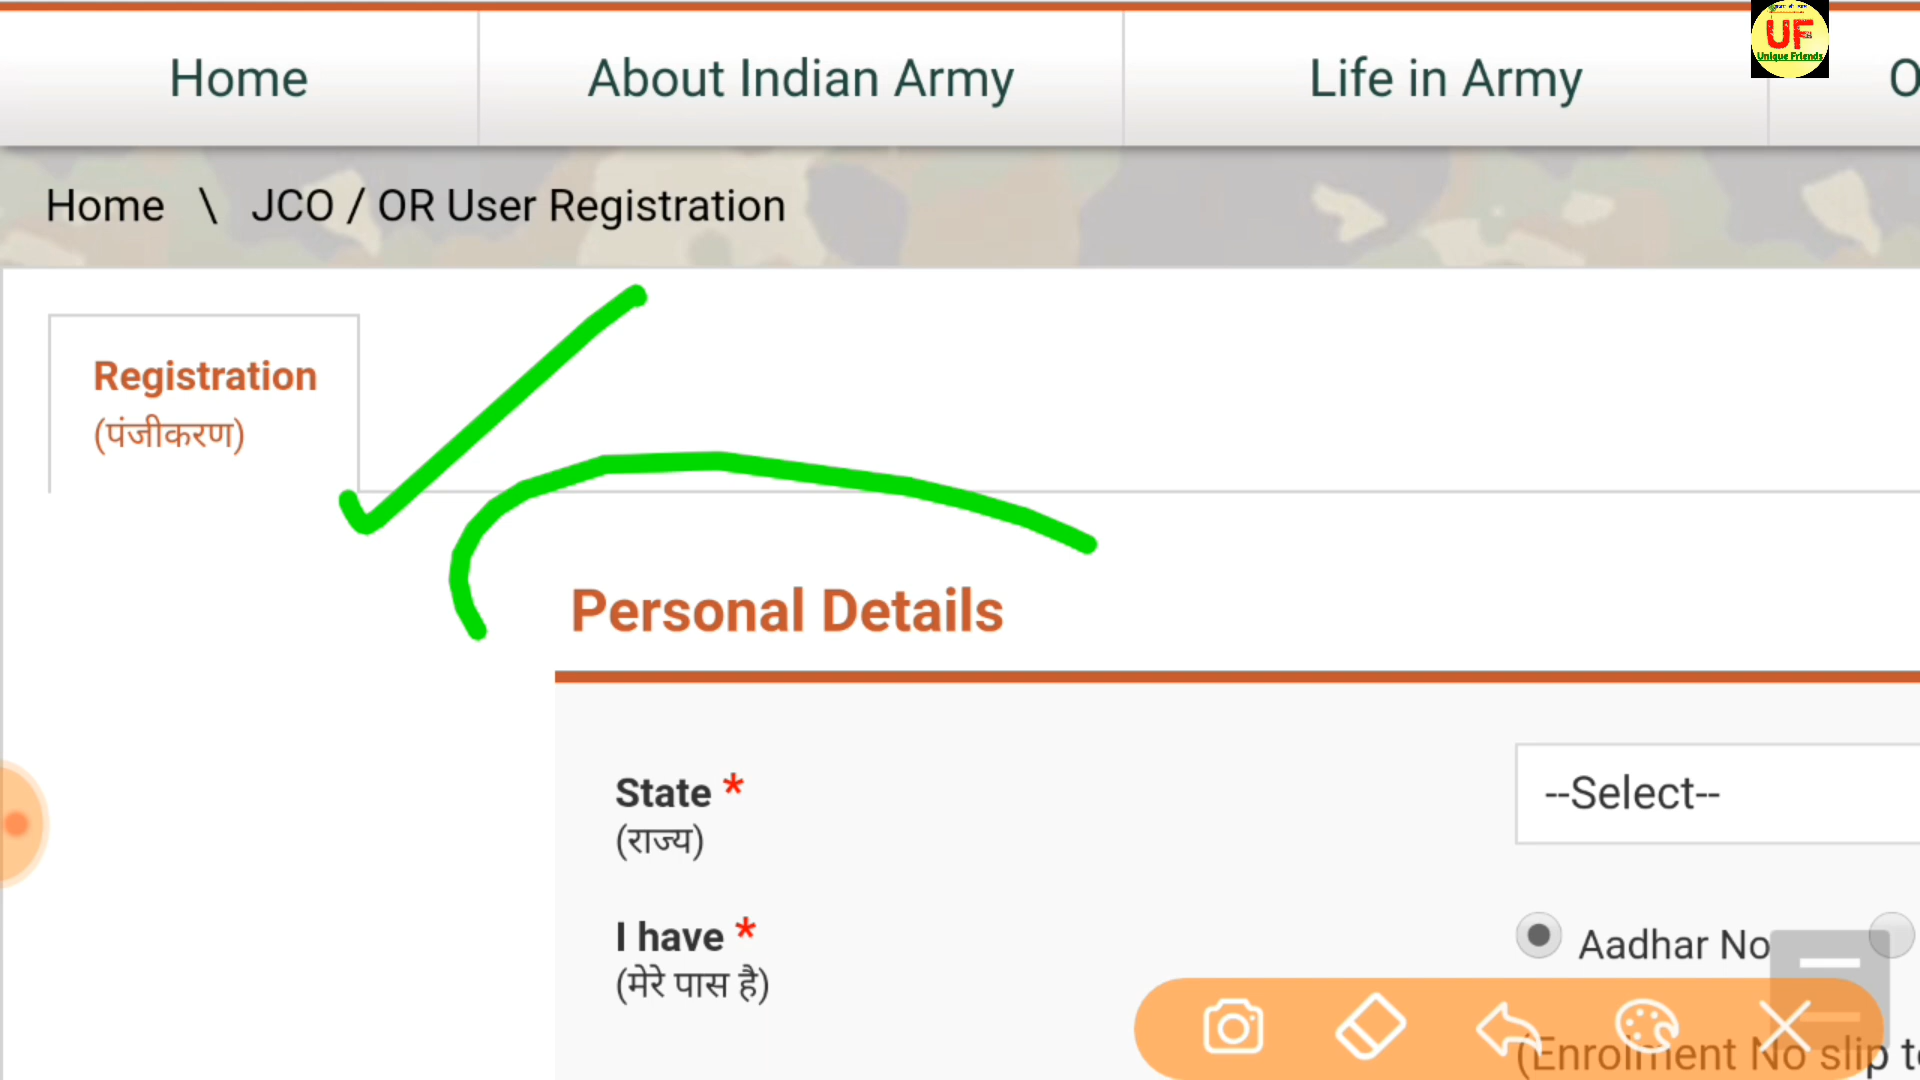 Home About Indian Army Life in Army O
UF
Unique Friends
Home \ JCO / OR User Registration
Registration
(पंजीकरण)
Personal Details
State *
(राज्य)
--Select--
I have *
(मेरे पास है)
Aadhar No
(Enrolment No slip t